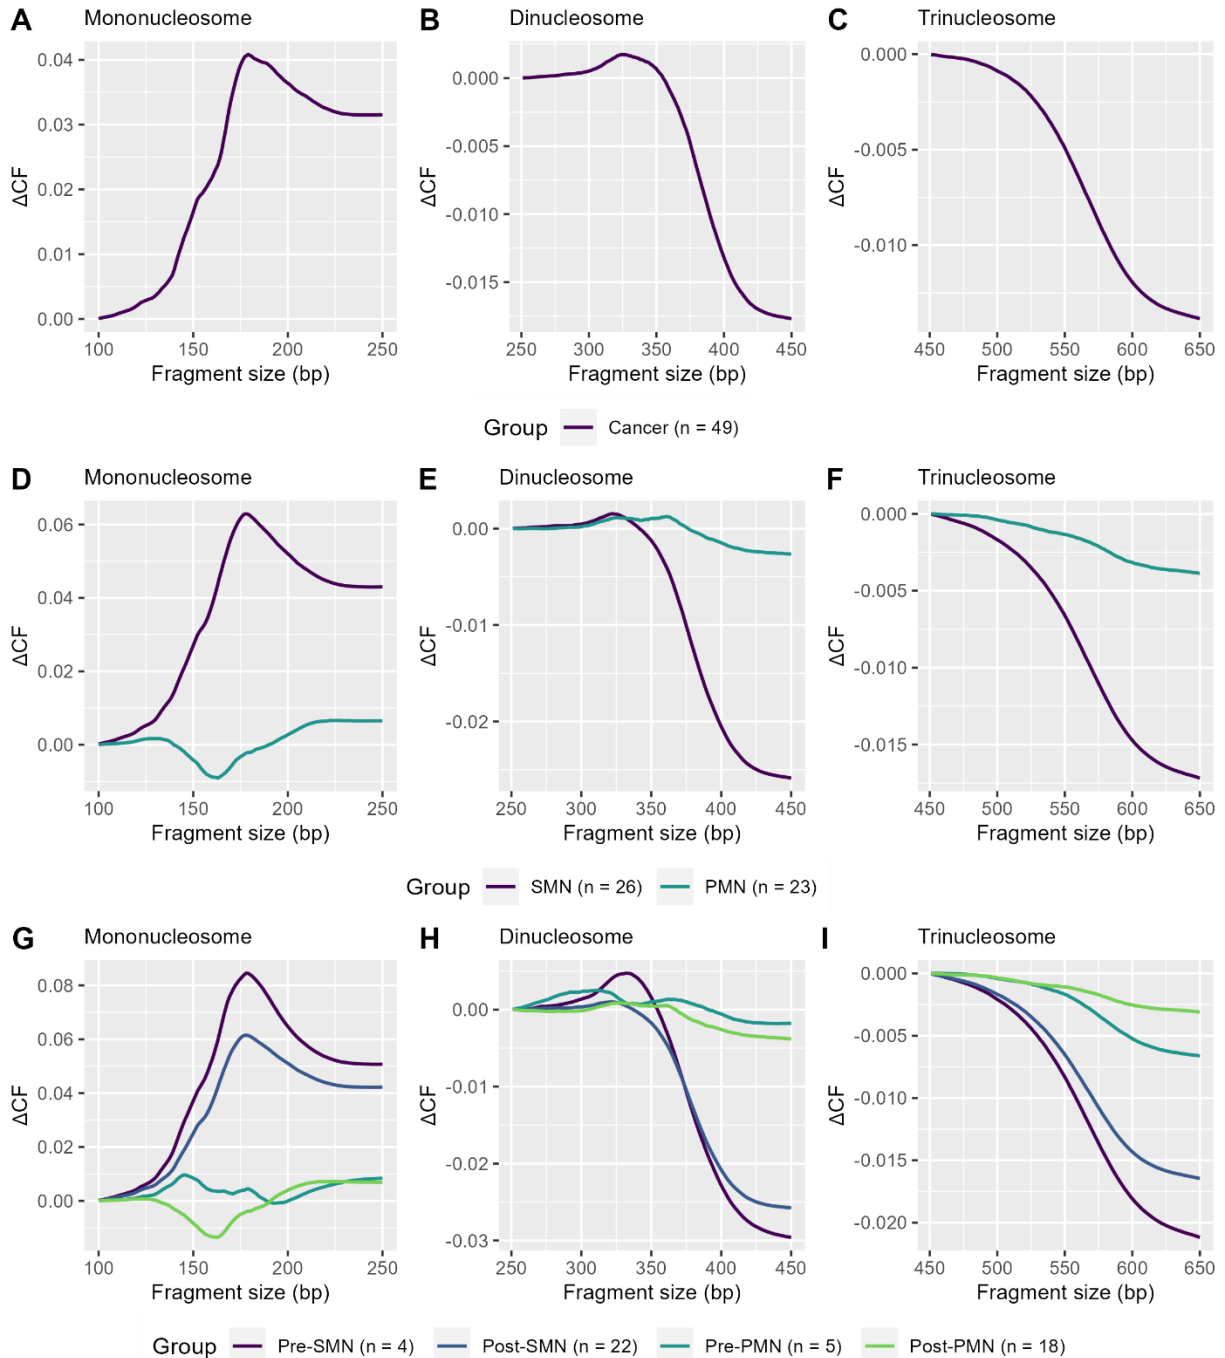 A Mononucleosome
0.04
0.03
0.02
0.01
0.00
ΔCF
100 150 200 250
Fragment size (bp)
B Dinucleosome
0.000
-0.005
-0.010
-0.015
ΔCF
250 300 350 400 450
Fragment size (bp)
C Trinucleosome
0.000
-0.005
-0.010
ΔCF
450 500 550 600 650
Fragment size (bp)
Group Cancer (n = 49)
D Mononucleosome
0.06
0.04
0.02
0.00
ΔCF
100 150 200 250
Fragment size (bp)
E Dinucleosome
0.00
-0.01
-0.02
ΔCF
250 300 350 400 450
Fragment size (bp)
F Trinucleosome
0.000
-0.005
-0.010
-0.015
ΔCF
450 500 550 600 650
Fragment size (bp)
Group SMN (n = 26) PMN (n = 23)
G Mononucleosome
0.08
0.06
0.04
0.02
0.00
ΔCF
100 150 200 250
Fragment size (bp)
H Dinucleosome
0.00
-0.01
-0.02
-0.03
ΔCF
250 300 350 400 450
Fragment size (bp)
I Trinucleosome
0.000
-0.005
-0.010
-0.015
-0.020
ΔCF
450 500 550 600 650
Fragment size (bp)
Group Pre-SMN (n = 4) Post-SMN (n = 22) Pre-PMN (n = 5) Post-PMN (n = 18)